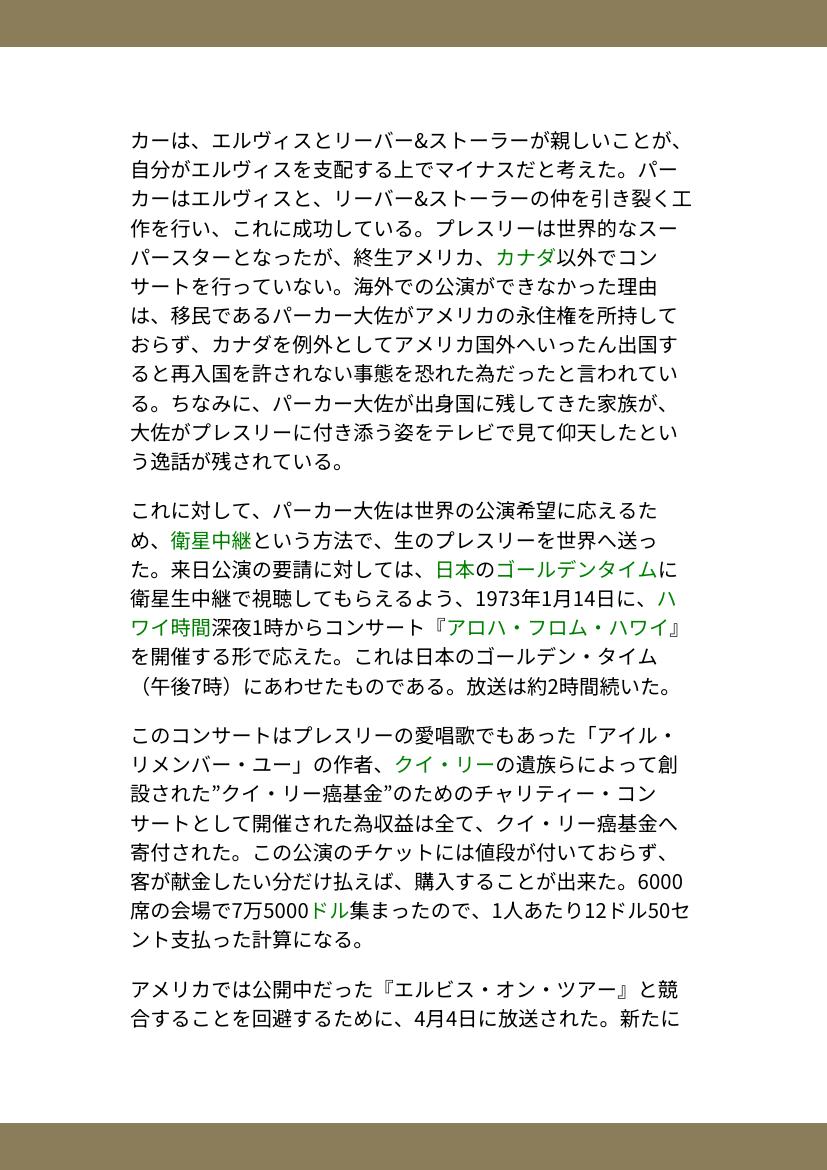 カーは、エルヴィスとリーバー&ストーラーが親しいことが、
自分がエルヴィスを支配する上でマイナスだと考えた。パー
カーはエルヴィスと、リーバー&ストーラーの仲を引き裂く工
作を行い、これに成功している。プレスリーは世界的なスー
パースターとなったが、終生アメリカ、カナダ以外でコン
サートを行っていない。海外での公演ができなかった理由
は、移民であるパーカー大佐がアメリカの永住権を所持して
おらず、カナダを例外としてアメリカ国外へいったん出国す
ると再入国を許されない事態を恐れた為だったと言われてい
る。ちなみに、パーカー大佐が出身国に残してきた家族が、
大佐がプレスリーに付き添う姿をテレビで見て仰天したとい
う逸話が残されている。
これに対して、パーカー大佐は世界の公演希望に応えるた
め、衛星中継という方法で、生のプレスリーを世界へ送っ
た。来日公演の要請に対しては、日本のゴールデンタイムに
衛星生中継で視聴してもらえるよう、1973年1月14日に、ハ
ワイ時間深夜1時からコンサート『アロハ・フロム・ハワイ』
を開催する形で応えた。これは日本のゴールデン・タイム
（午後7時）にあわせたものである。放送は約2時間続いた。
このコンサートはプレスリーの愛唱歌でもあった「アイル・
リメンバー・ユー」の作者、クイ・リーの遺族らによって創
設された”クイ・リー癌基金”のためのチャリティー・コン
サートとして開催された為収益は全て、クイ・リー癌基金へ
寄付された。この公演のチケットには値段が付いておらず、
客が献金したい分だけ払えば、購入することが出来た。6000
席の会場で7万5000ドル集まったので、1人あたり12ドル50セ
ント支払った計算になる。
アメリカでは公開中だった『エルビス・オン・ツアー』と競
合することを回避するために、4月4日に放送された。新たに